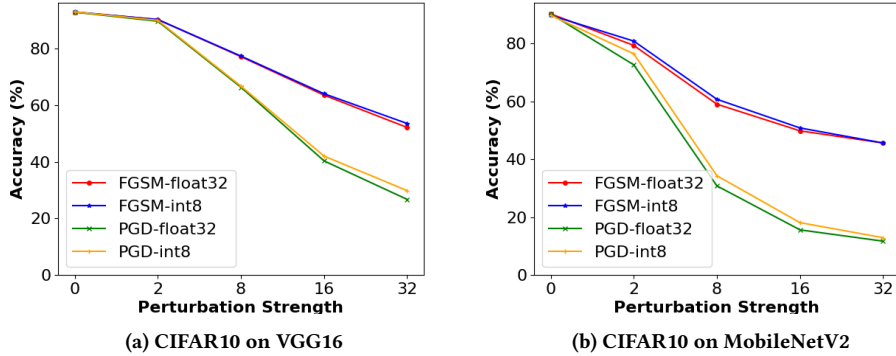 80
60
40
20
0
Accuracy (%)
FGSM-float32
FGSM-int8
PGD-float32
PGD-int8
0 2 8 16 32
Perturbation Strength
(a) CIFAR10 on VGG16
80
60
40
20
0
Accuracy (%)
FGSM-float32
FGSM-int8
PGD-float32
PGD-int8
0 2 8 16 32
Perturbation Strength
(b) CIFAR10 on MobileNetV2